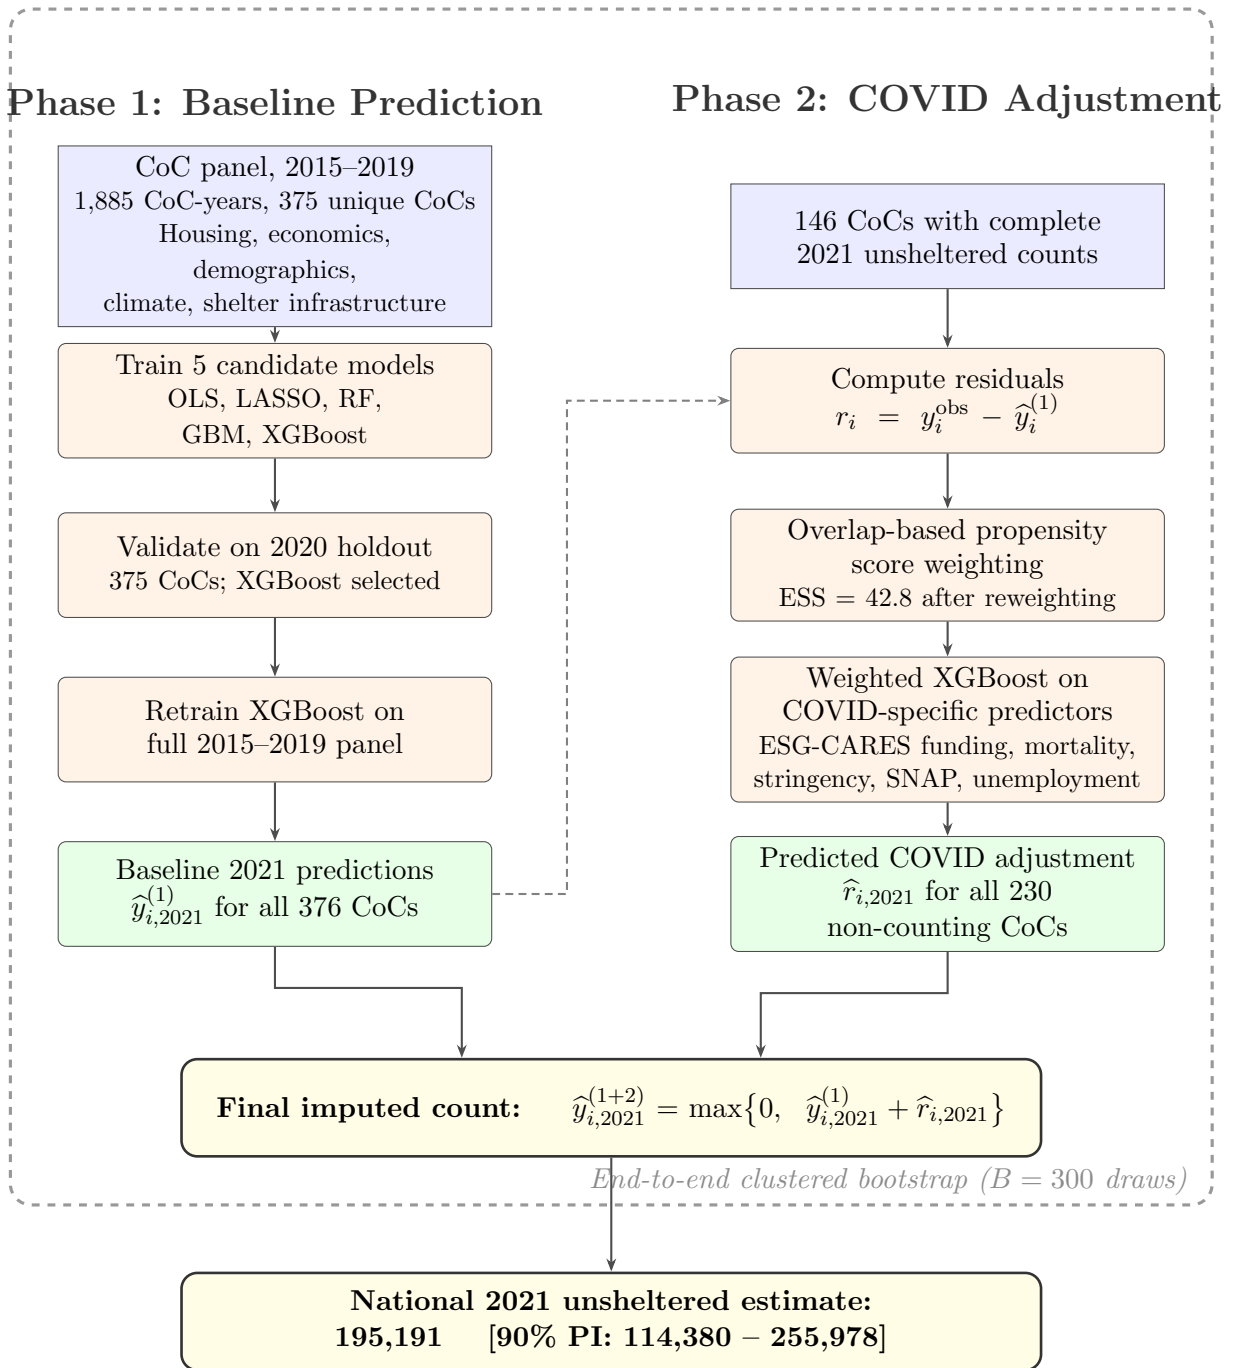 Phase 1: Baseline Prediction
CoC panel, 2015–2019
1,885 CoC-years, 375 unique CoCs
Housing, economics,
demographics,
climate, shelter infrastructure
Train 5 candidate models
OLS, LASSO, RF,
GBM, XGBoost
Validate on 2020 holdout
375 CoCs; XGBoost selected
Retrain XGBoost on
full 2015–2019 panel
Baseline 2021 predictions
ŷ_{i,2021}^{(1)} for all 376 CoCs
Phase 2: COVID Adjustment
146 CoCs with complete
2021 unsheltered counts
Compute residuals
r_i = y_i^{obs} − ŷ_i^{(1)}
Overlap-based propensity
score weighting
ESS = 42.8 after reweighting
Weighted XGBoost on
COVID-specific predictors
ESG-CARES funding, mortality,
stringency, SNAP, unemployment
Predicted COVID adjustment
r̂_{i,2021} for all 230
non-counting CoCs
Final imputed count: ŷ_{i,2021}^{(1+2)} = max{0, ŷ_{i,2021}^{(1)} + r̂_{i,2021}}
End-to-end clustered bootstrap (B = 300 draws)
National 2021 unsheltered estimate:
195,191 [90% PI: 114,380 – 255,978]